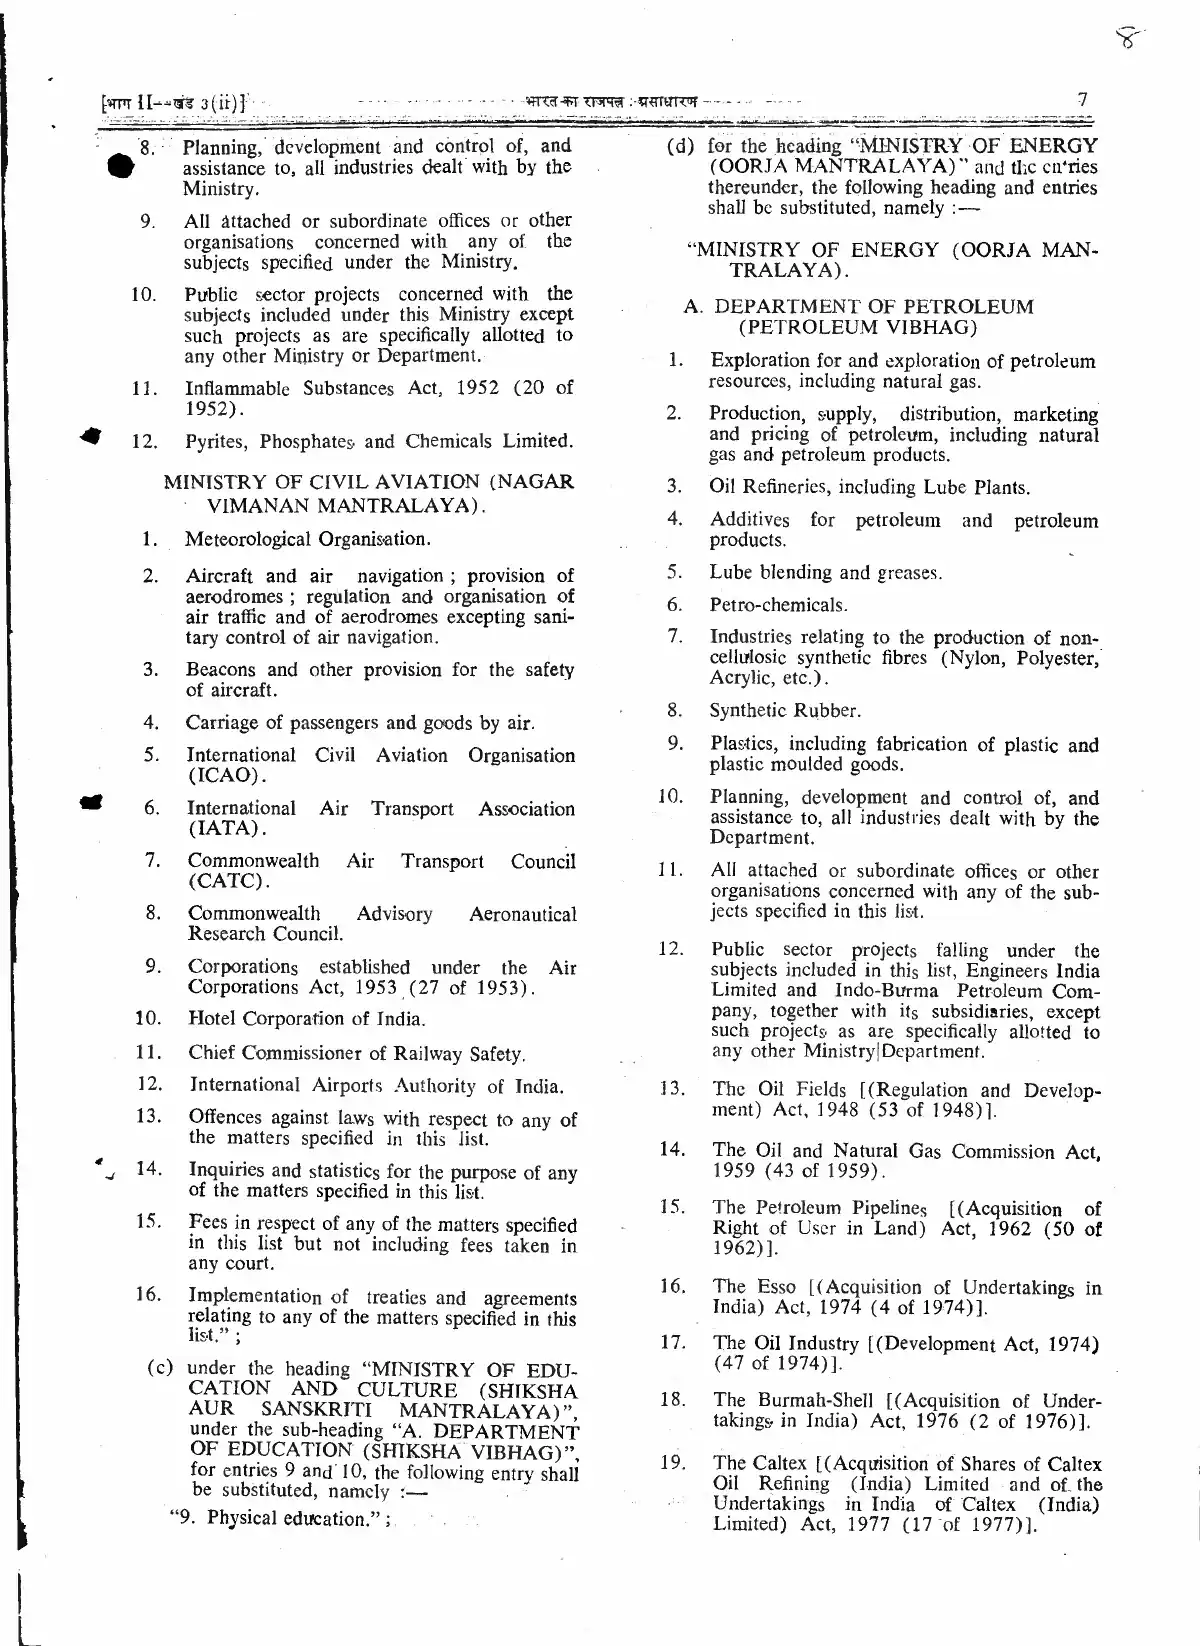 8
[भाग II--खंड 3(ii)]
भारत का राजपत्र : असाधारण
7
8. Planning, development and control of, and
assistance to, all industries dealt with by the
Ministry.
9. All attached or subordinate offices or other
organisations concerned with any of the
subjects specified under the Ministry.
10. Public sector projects concerned with the
subjects included under this Ministry except
such projects as are specifically allotted to
any other Ministry or Department.
11. Inflammable Substances Act, 1952 (20 of
1952).
12. Pyrites, Phosphates and Chemicals Limited.
MINISTRY OF CIVIL AVIATION (NAGAR
VIMANAN MANTRALAYA).
1. Meteorological Organisation.
2. Aircraft and air navigation ; provision of
aerodromes ; regulation and organisation of
air traffic and of aerodromes excepting sani-
tary control of air navigation.
3. Beacons and other provision for the safety
of aircraft.
4. Carriage of passengers and goods by air.
5. International Civil Aviation Organisation
(ICAO).
6. International Air Transport Association
(IATA).
7. Commonwealth Air Transport Council
(CATC).
8. Commonwealth Advisory Aeronautical
Research Council.
9. Corporations established under the Air
Corporations Act, 1953 (27 of 1953).
10. Hotel Corporation of India.
11. Chief Commissioner of Railway Safety.
12. International Airports Authority of India.
13. Offences against laws with respect to any of
the matters specified in this list.
14. Inquiries and statistics for the purpose of any
of the matters specified in this list.
15. Fees in respect of any of the matters specified
in this list but not including fees taken in
any court.
16. Implementation of treaties and agreements
relating to any of the matters specified in this
list.” ;
(c) under the heading “MINISTRY OF EDU-
CATION AND CULTURE (SHIKSHA
AUR SANSKRITI MANTRALAYA)”,
under the sub-heading “A. DEPARTMENT
OF EDUCATION (SHIKSHA VIBHAG)”,
for entries 9 and 10, the following entry shall
be substituted, namely :—
“9. Physical education.” ;
(d) for the heading “MINISTRY OF ENERGY
(OORJA MANTRALAYA)” and the entries
thereunder, the following heading and entries
shall be substituted, namely :—
“MINISTRY OF ENERGY (OORJA MAN-
TRALAYA).
A. DEPARTMENT OF PETROLEUM
(PETROLEUM VIBHAG)
1. Exploration for and exploration of petroleum
resources, including natural gas.
2. Production, supply, distribution, marketing
and pricing of petroleum, including natural
gas and petroleum products.
3. Oil Refineries, including Lube Plants.
4. Additives for petroleum and petroleum
products.
5. Lube blending and greases.
6. Petro-chemicals.
7. Industries relating to the production of non-
cellulosic synthetic fibres (Nylon, Polyester,
Acrylic, etc.).
8. Synthetic Rubber.
9. Plastics, including fabrication of plastic and
plastic moulded goods.
10. Planning, development and control of, and
assistance to, all industries dealt with by the
Department.
11. All attached or subordinate offices or other
organisations concerned with any of the sub-
jects specified in this list.
12. Public sector projects falling under the
subjects included in this list, Engineers India
Limited and Indo-Burma Petroleum Com-
pany, together with its subsidiaries, except
such projects as are specifically allotted to
any other Ministry|Department.
13. The Oil Fields [(Regulation and Develop-
ment) Act, 1948 (53 of 1948)].
14. The Oil and Natural Gas Commission Act,
1959 (43 of 1959).
15. The Petroleum Pipelines [(Acquisition of
Right of User in Land) Act, 1962 (50 of
1962)].
16. The Esso [(Acquisition of Undertakings in
India) Act, 1974 (4 of 1974)].
17. The Oil Industry [(Development Act, 1974)
(47 of 1974)].
18. The Burmah-Shell [(Acquisition of Under-
takings in India) Act, 1976 (2 of 1976)].
19. The Caltex [(Acquisition of Shares of Caltex
Oil Refining (India) Limited and of the
Undertakings in India of Caltex (India)
Limited) Act, 1977 (17 of 1977)].